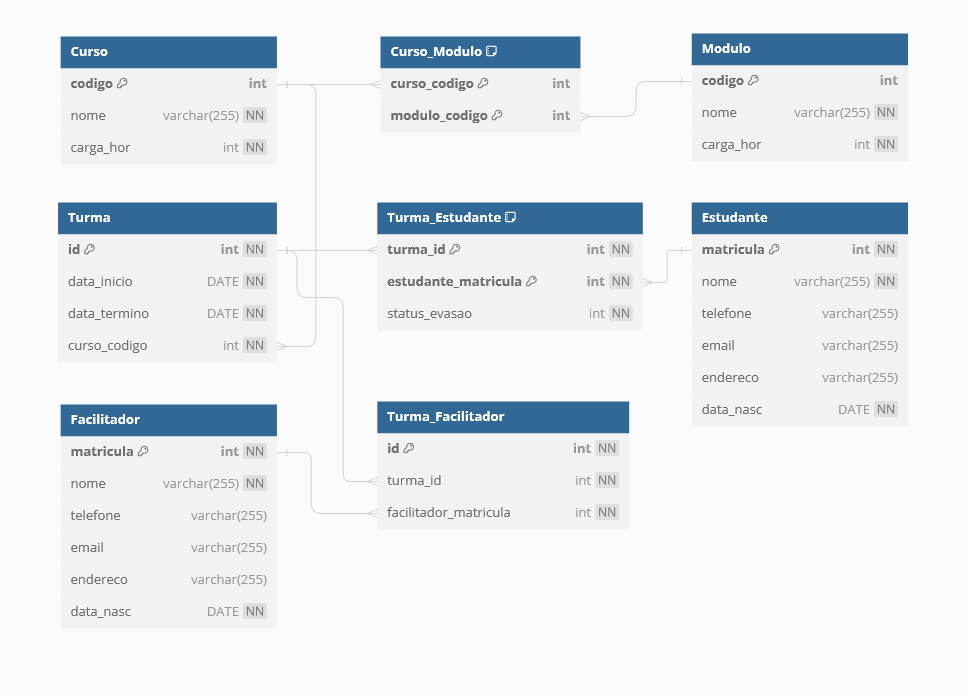 Curso
codigo int
nome varchar(255) NN
carga_hor int NN
Curso_Modulo
curso_codigo int
modulo_codigo int
Modulo
codigo int
nome varchar(255) NN
carga_hor int NN
Turma
id int NN
data_inicio DATE NN
data_termino DATE NN
curso_codigo int NN
Turma_Estudante
turma_id int NN
estudante_matricula int NN
status_evasao int NN
Estudante
matricula int NN
nome varchar(255) NN
telefone varchar(255)
email varchar(255)
endereco varchar(255)
data_nasc DATE NN
Facilitador
matricula int NN
nome varchar(255) NN
telefone varchar(255)
email varchar(255)
endereco varchar(255)
data_nasc DATE NN
Turma_Facilitador
id int NN
turma_id int NN
facilitador_matricula int NN